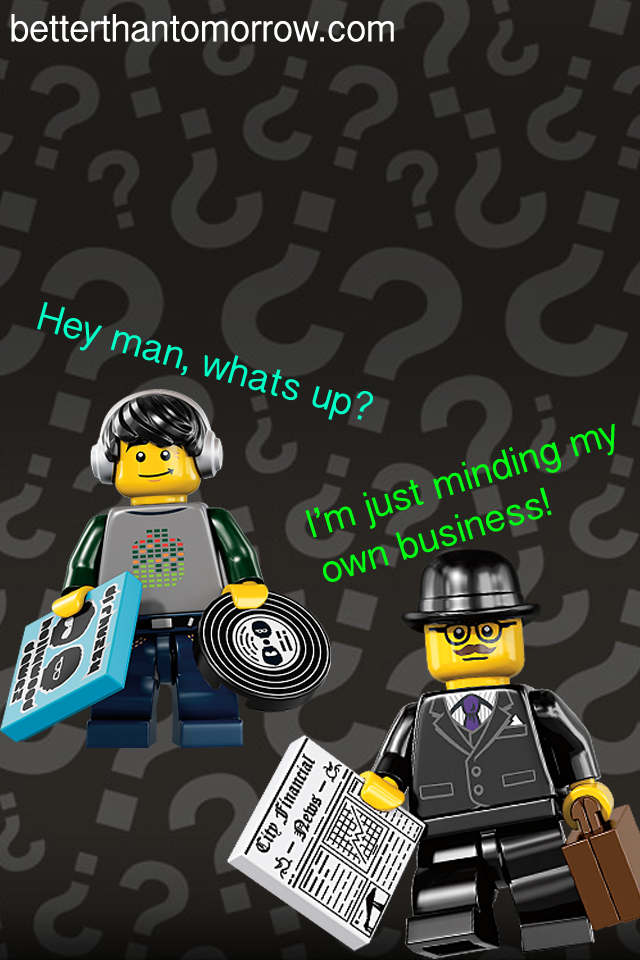 betterthantomorrow.com
Hey man, whats up?
I'm just minding my
own business!
City Financial
- News -